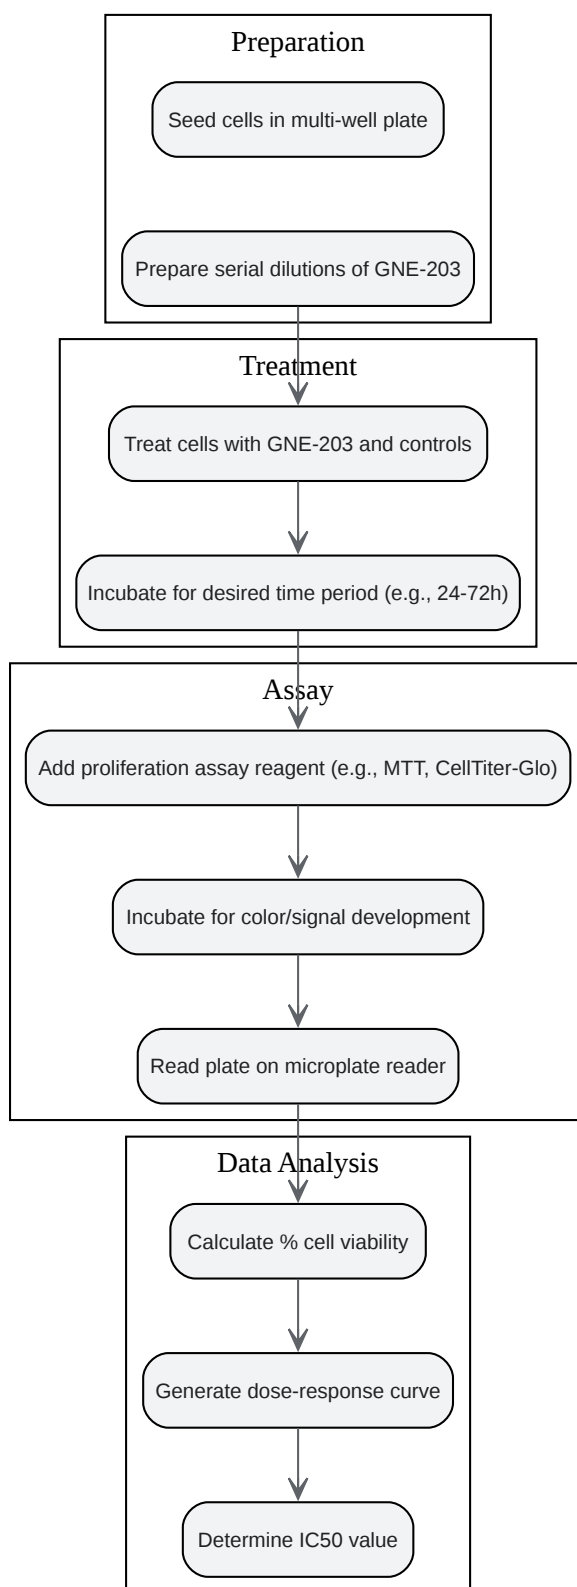 Preparation
Seed cells in multi-well plate
Prepare serial dilutions of GNE-203
Treatment
Treat cells with GNE-203 and controls
Incubate for desired time period (e.g., 24-72h)
Assay
Add proliferation assay reagent (e.g., MTT, CellTiter-Glo)
Incubate for color/signal development
Read plate on microplate reader
Data Analysis
Calculate % cell viability
Generate dose-response curve
Determine IC50 value